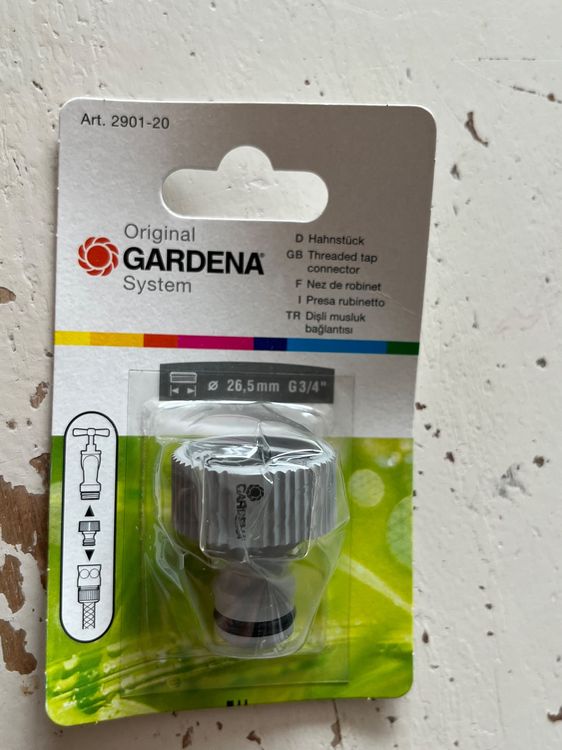 Art. 2901-20
Original
GARDENA®
System
D Hahnstück
GB Threaded tap
connector
F Nez de robinet
I Presa rubinetto
TR Dişli musluk
bağlantısı
ø 26,5mm G3/4"
GARDENA